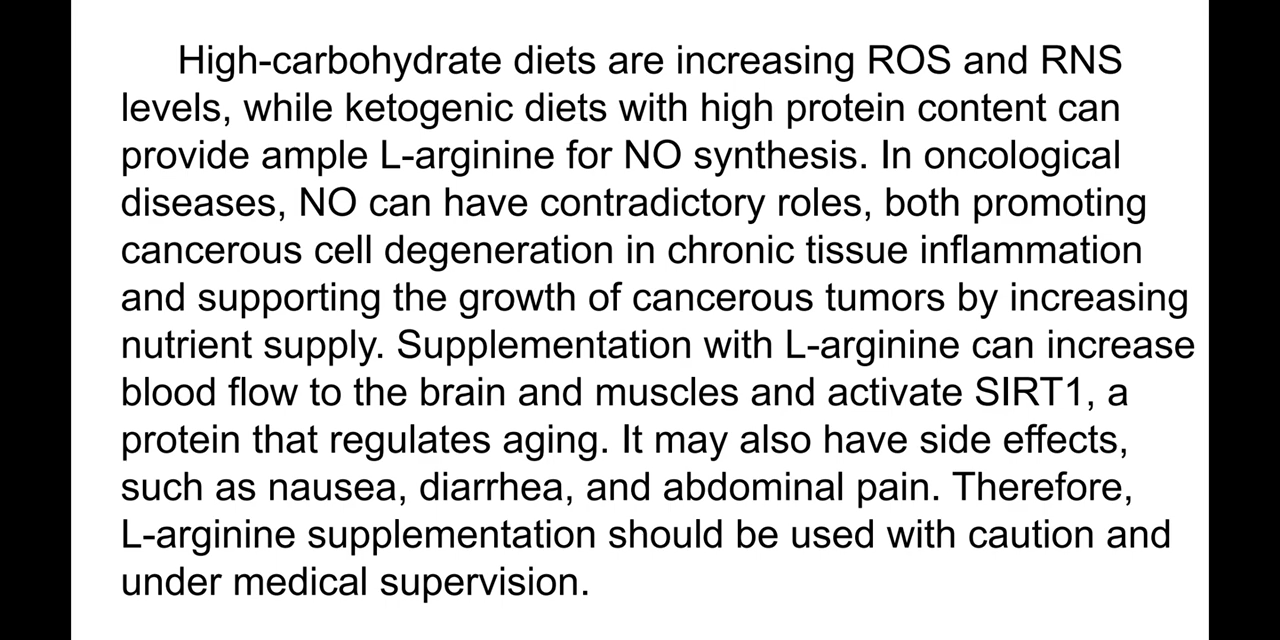 High-carbohydrate diets are increasing ROS and RNS
levels, while ketogenic diets with high protein content can
provide ample L-arginine for NO synthesis. In oncological
diseases, NO can have contradictory roles, both promoting
cancerous cell degeneration in chronic tissue inflammation
and supporting the growth of cancerous tumors by increasing
nutrient supply. Supplementation with L-arginine can increase
blood flow to the brain and muscles and activate SIRT1, a
protein that regulates aging. It may also have side effects,
such as nausea, diarrhea, and abdominal pain. Therefore,
L-arginine supplementation should be used with caution and
under medical supervision.